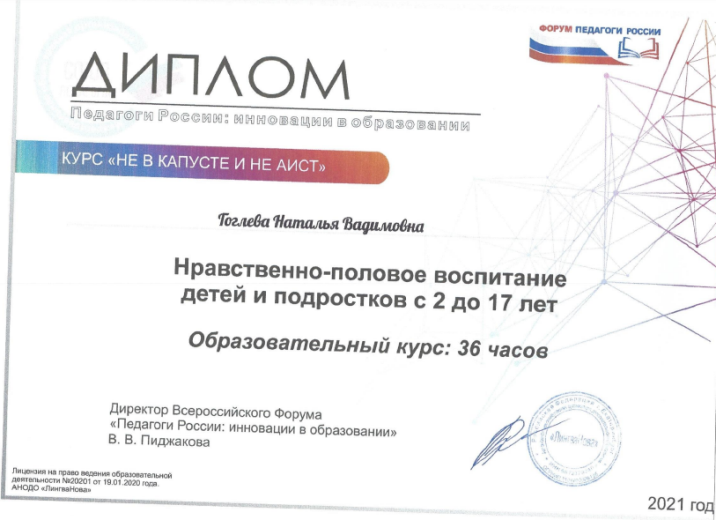 ФОРУМ ПЕДАГОГИ РОССИИ
ДИПЛОМ
Педагоги России: инновации в образовании
КУРС «НЕ В КАПУСТЕ И НЕ АИСТ»
Гоглева Наталья Вадимовна
Нравственно-половое воспитание
детей и подростков с 2 до 17 лет
Образовательный курс: 36 часов
Директор Всероссийского Форума
«Педагоги России: инновации в образовании»
В. В. Пиджакова
«ЛингваНова»
Лицензия на право ведения образовательной
деятельности №20201 от 19.01.2020 года.
АНОДО «ЛингваНова»
2021 год